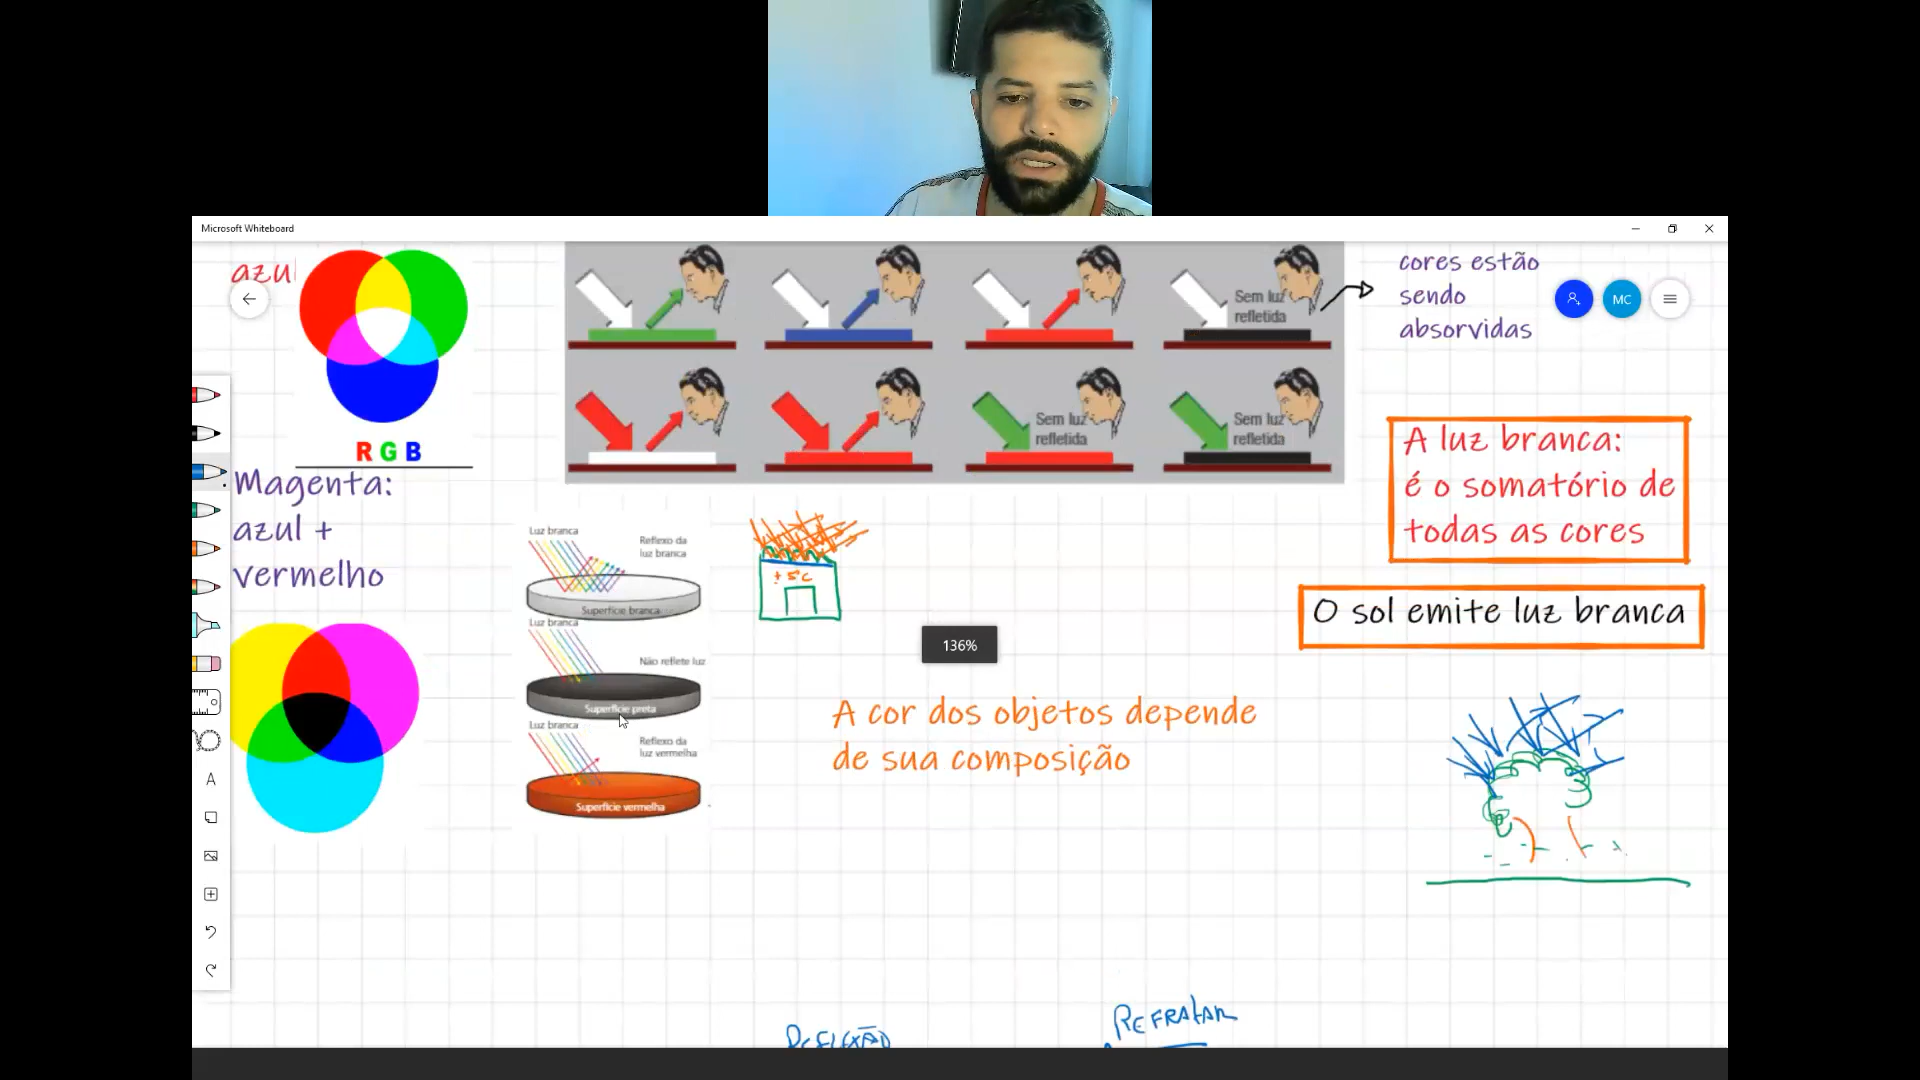 Microsoft Whiteboard
azul
R G B
Magenta:
azul +
vermelho
Sem luz
refletida
Sem luz
refletida
Sem luz
refletida
cores estão
sendo
absorvidas
MC
A luz branca:
é o somatório de
todas as cores
O sol emite luz branca
Luz branca
Reflexo da
luz branca
Superfície branca
Luz branca
Não reflete luz
Superfície preta
Luz branca
Reflexo da
luz vermelha
Superfície vermelha
+ 5°C
136%
A cor dos objetos depende
de sua composição
A
REFLEXÃO
REFRATAR